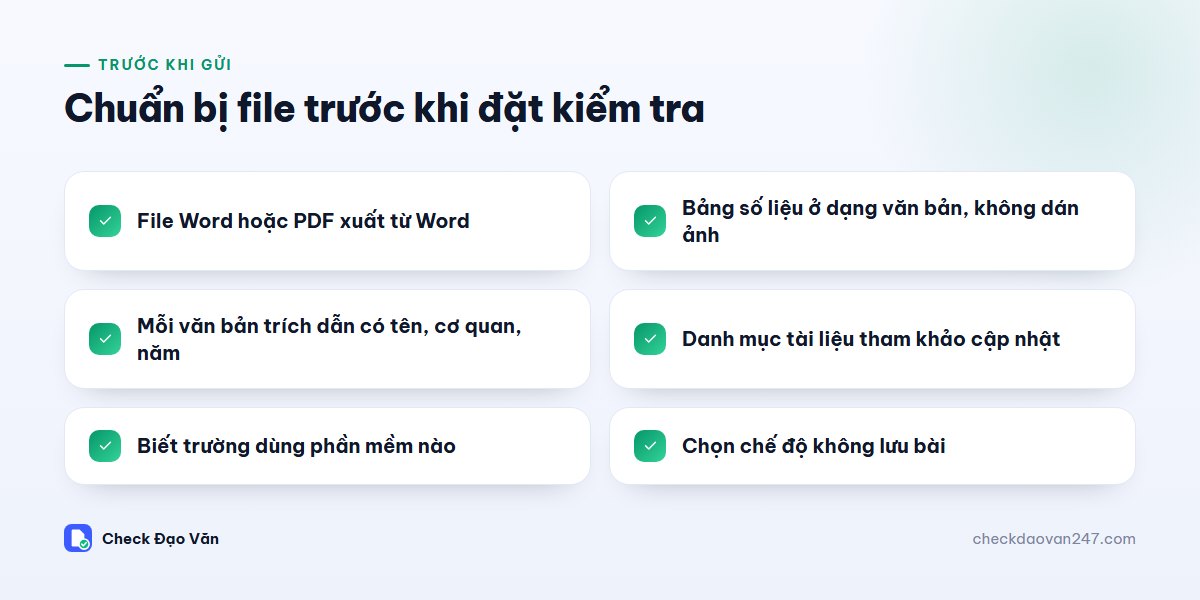 TRƯỚC KHI GỬI
Chuẩn bị file trước khi đặt kiểm tra
File Word hoặc PDF xuất từ Word
Bảng số liệu ở dạng văn bản, không dán
ảnh
Mỗi văn bản trích dẫn có tên, cơ quan,
năm
Danh mục tài liệu tham khảo cập nhật
Biết trường dùng phần mềm nào
Chọn chế độ không lưu bài
Check Đạo Văn
checkdaovan247.com